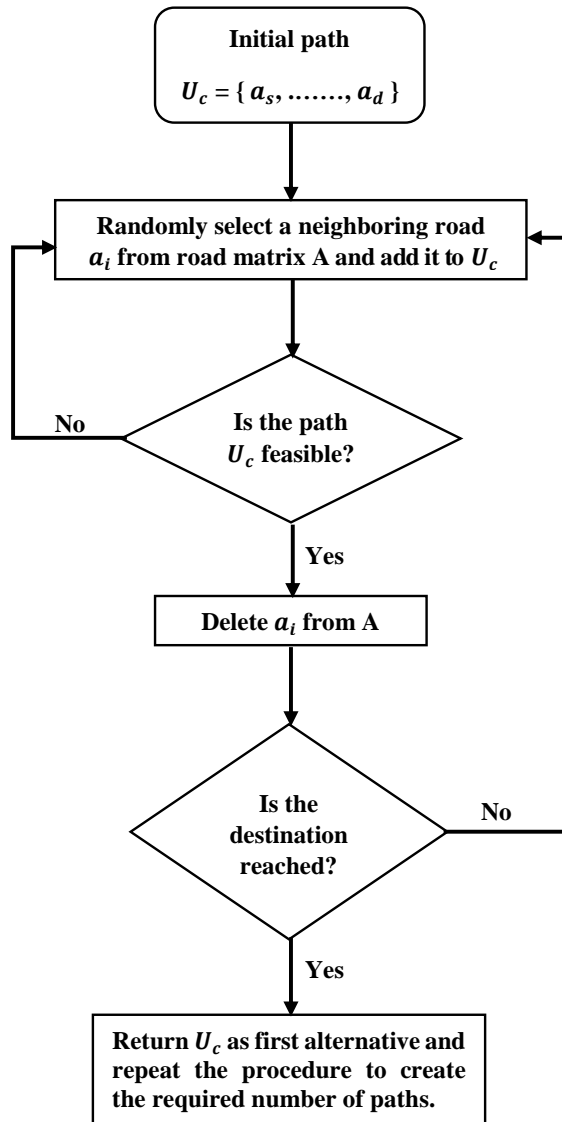 Initial path
U_c = { a_s, ……., a_d }
Randomly select a neighboring road
a_i from road matrix A and add it to U_c
No
Is the path
U_c feasible?
Yes
Delete a_i from A
Is the
destination
reached?
No
Yes
Return U_c as first alternative and
repeat the procedure to create
the required number of paths.